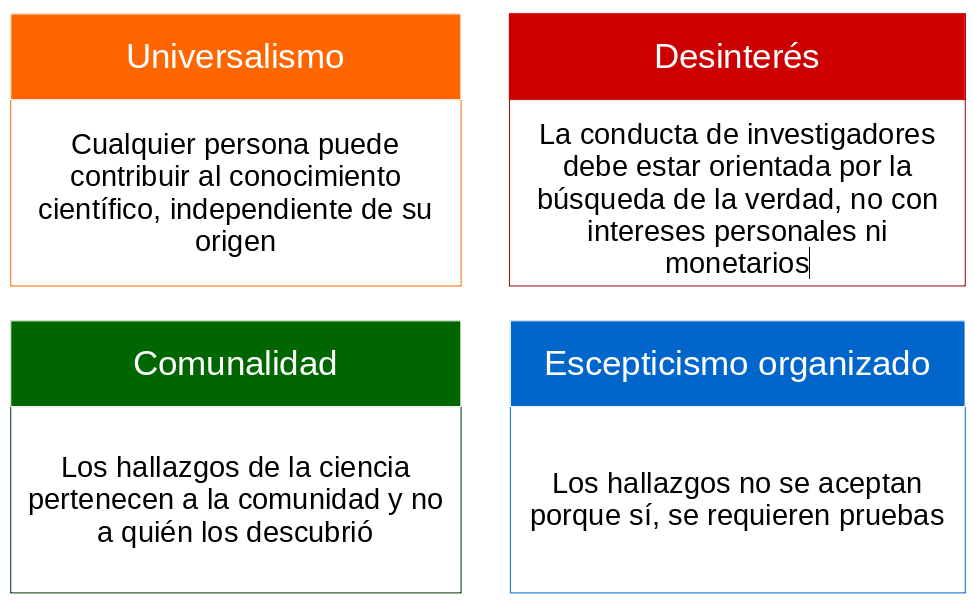 Universalismo
Cualquier persona puede
contribuir al conocimiento
científico, independiente de su
origen
Desinterés
La conducta de investigadores
debe estar orientada por la
búsqueda de la verdad, no con
intereses personales ni
monetarios
Comunalidad
Los hallazgos de la ciencia
pertenecen a la comunidad y no
a quién los descubrió
Escepticismo organizado
Los hallazgos no se aceptan
porque sí, se requieren pruebas